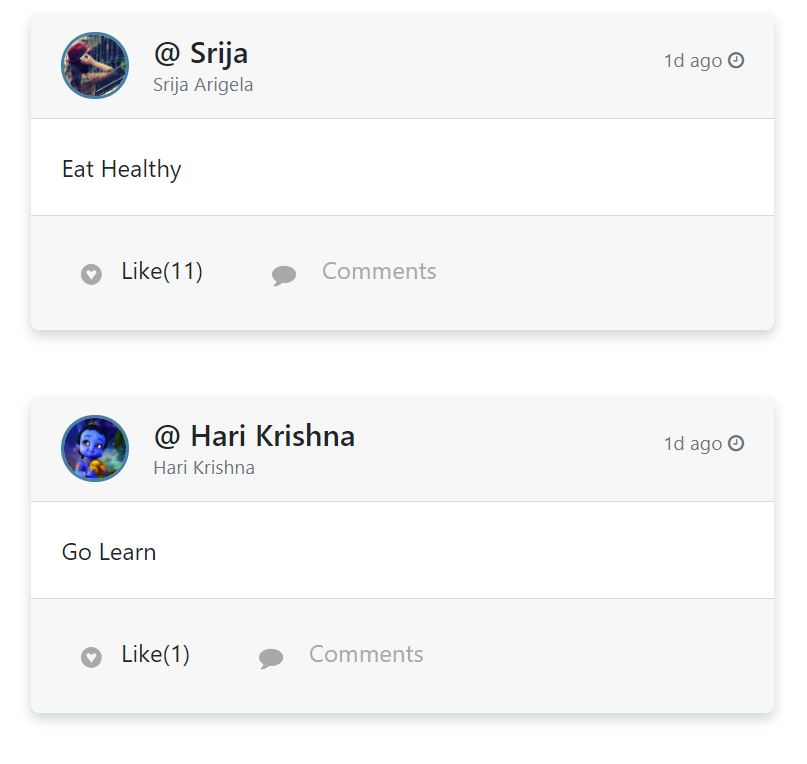 @ Srija
Srija Arigela
1d ago
Eat Healthy
Like(11) Comments
@ Hari Krishna
Hari Krishna
1d ago
Go Learn
Like(1) Comments